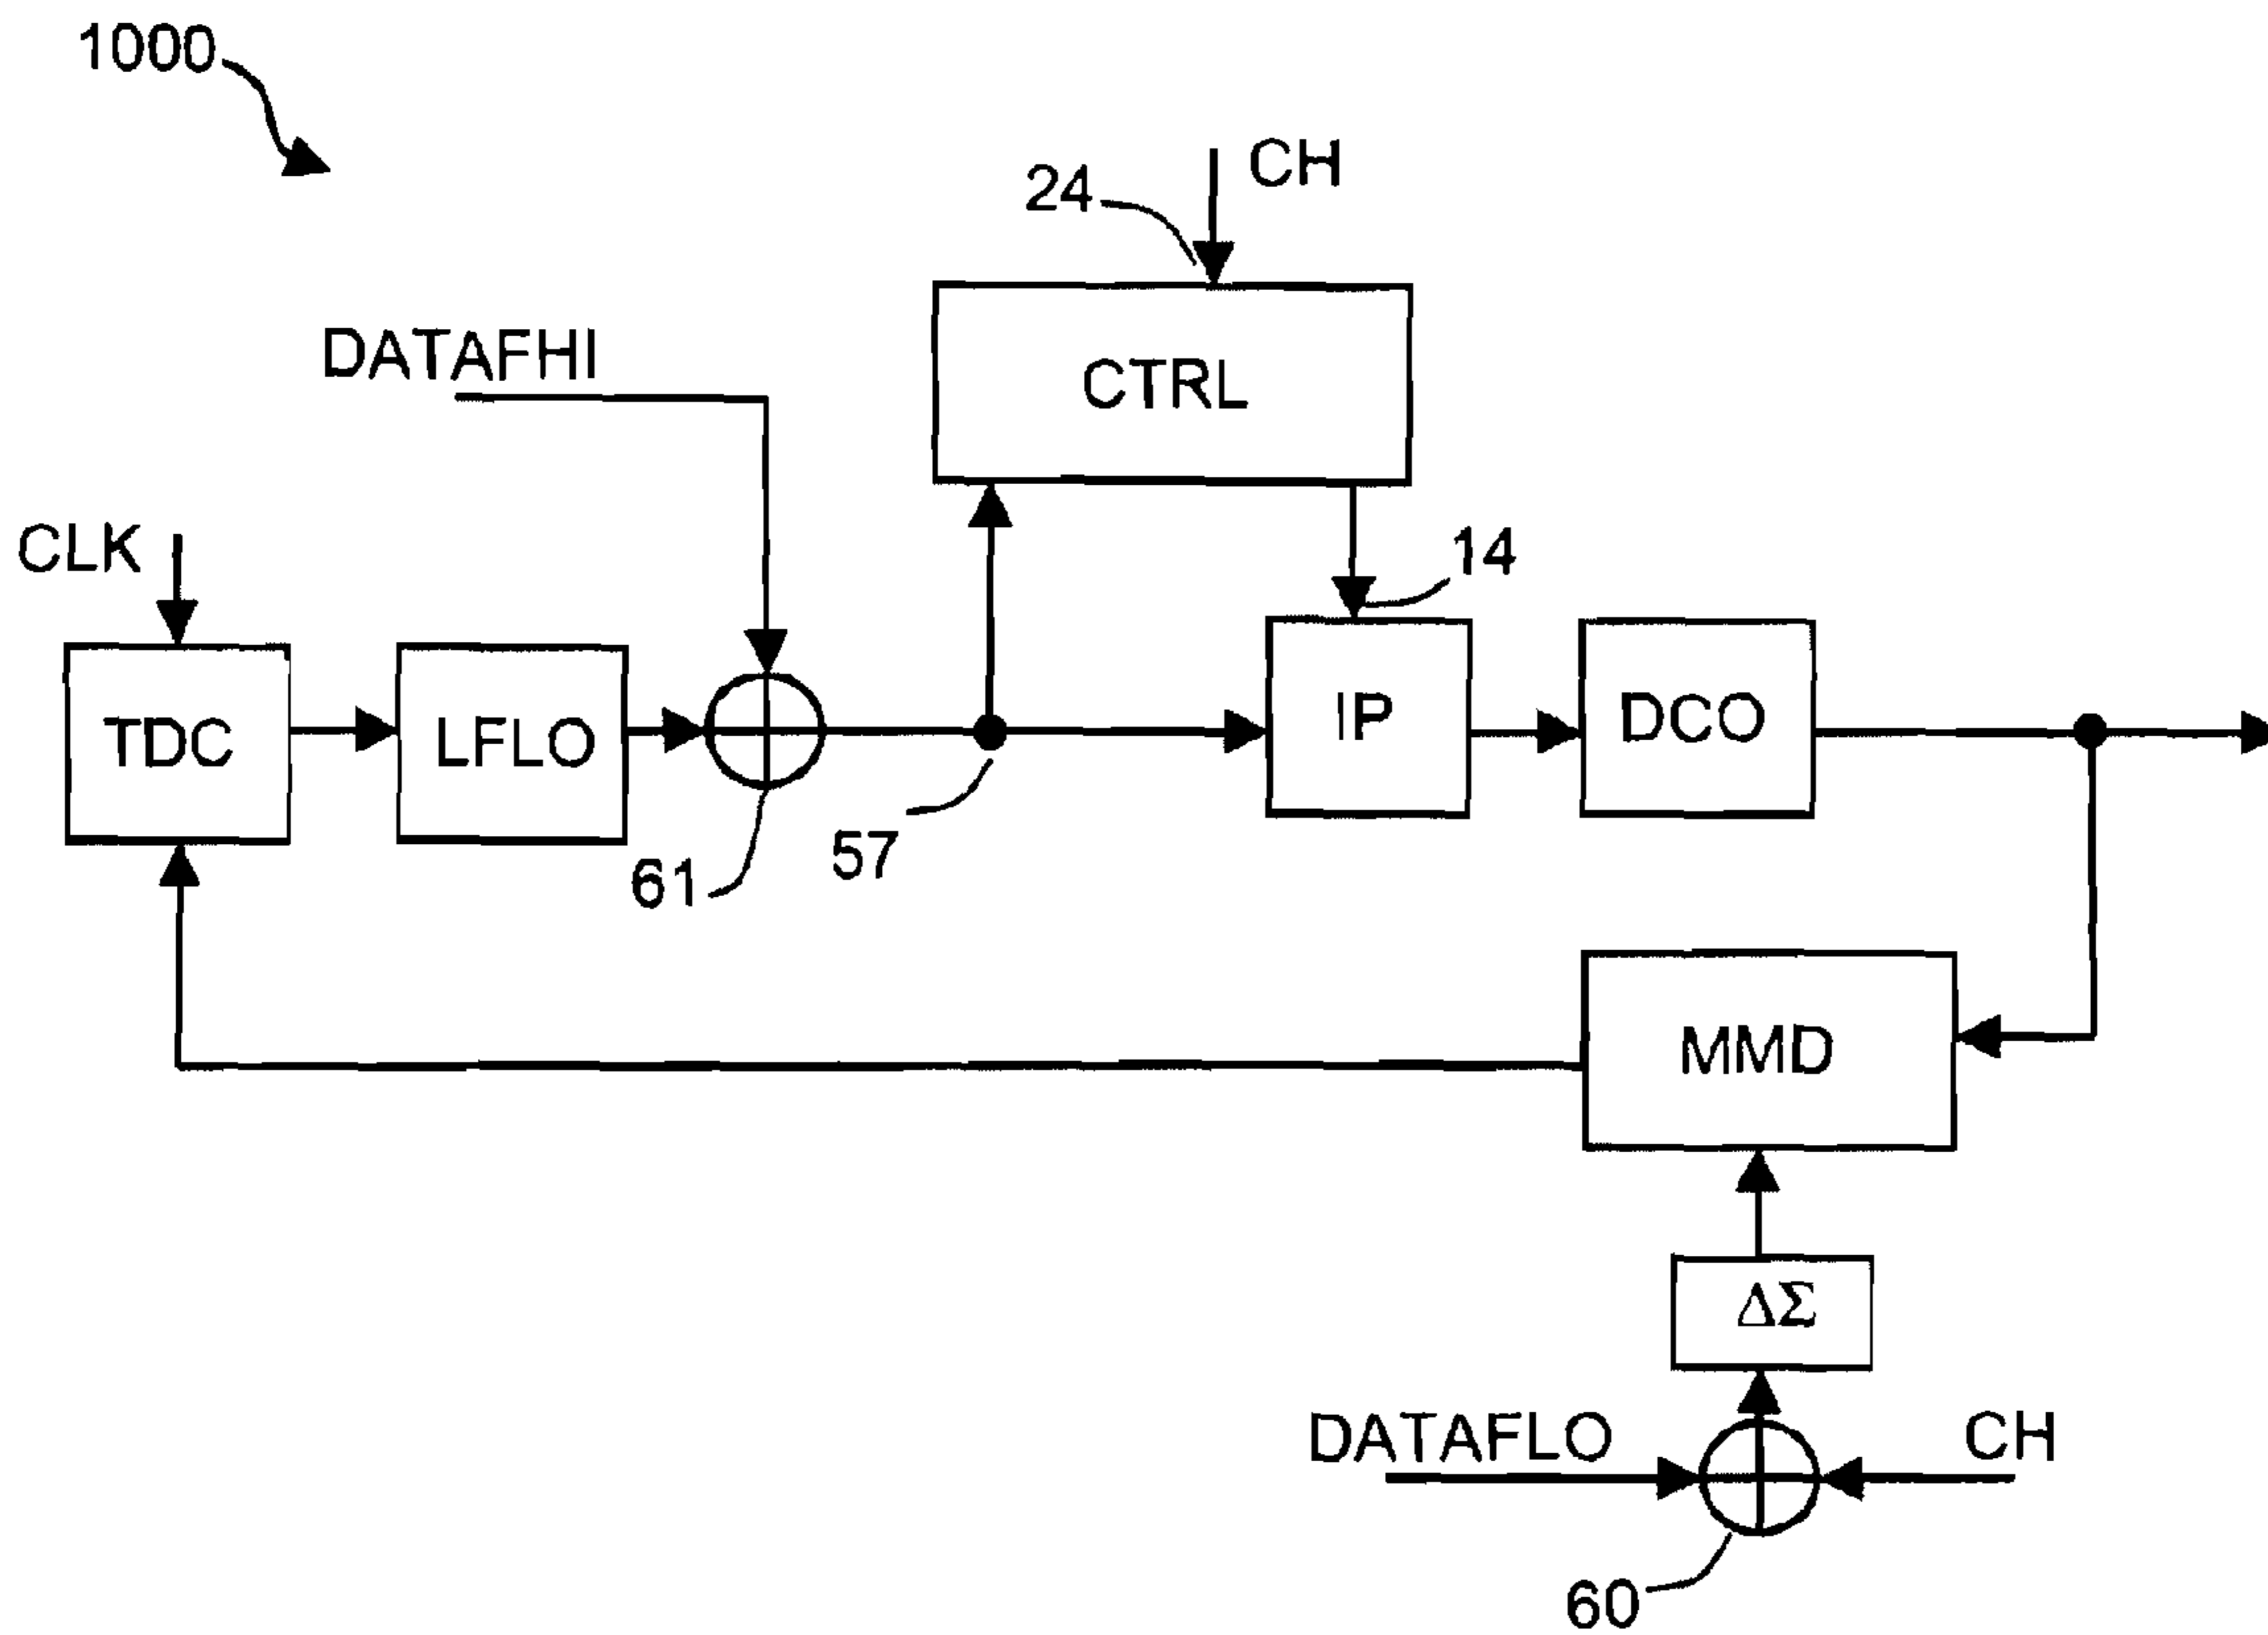 1000
24
CH
DATAFHI
CTRL
CLK
14
TDC
LFLO
IP
DCO
61
57
MMD
ΔΣ
DATAFLO
CH
60